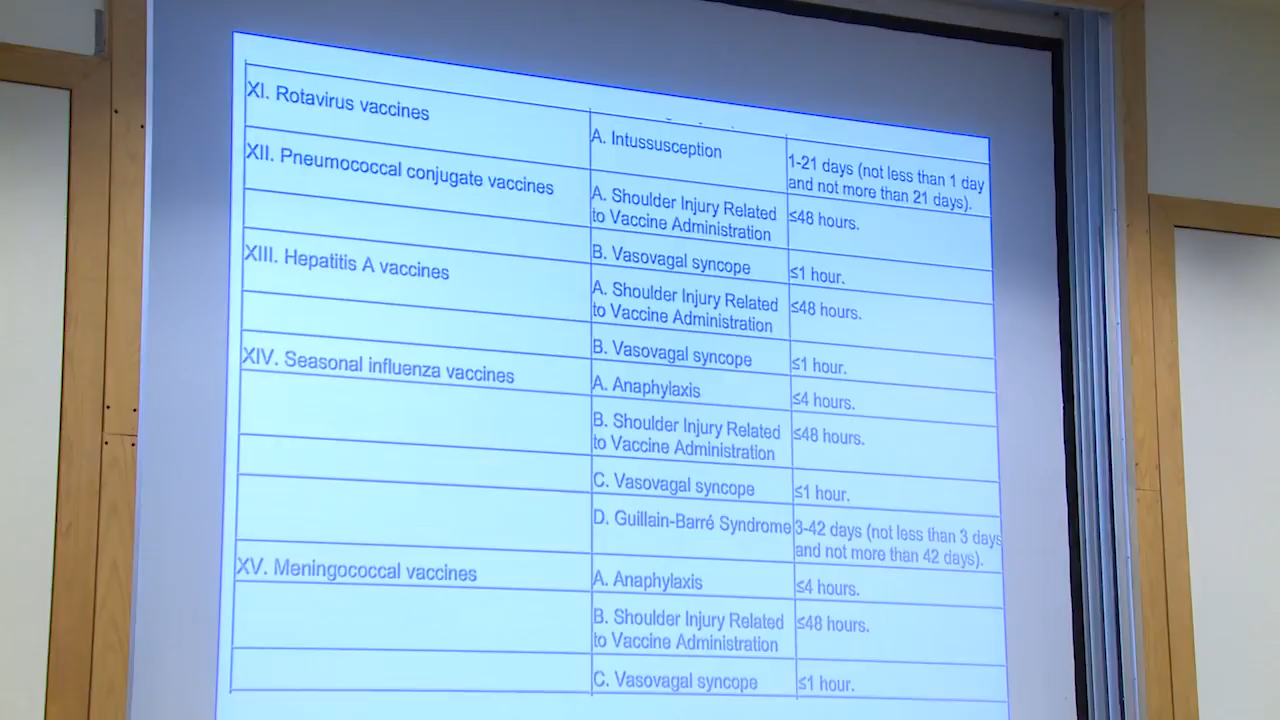 XI. Rotavirus vaccines
A. Intussusception
1-21 days (not less than 1 day
and not more than 21 days).
XII. Pneumococcal conjugate vaccines
A. Shoulder Injury Related
to Vaccine Administration
≤48 hours.
B. Vasovagal syncope
≤1 hour.
XIII. Hepatitis A vaccines
A. Shoulder Injury Related
to Vaccine Administration
≤48 hours.
B. Vasovagal syncope
≤1 hour.
XIV. Seasonal influenza vaccines
A. Anaphylaxis
≤4 hours.
B. Shoulder Injury Related
to Vaccine Administration
≤48 hours.
C. Vasovagal syncope
≤1 hour.
D. Guillain-Barré Syndrome
3-42 days (not less than 3 days
and not more than 42 days).
XV. Meningococcal vaccines
A. Anaphylaxis
≤4 hours.
B. Shoulder Injury Related
to Vaccine Administration
≤48 hours.
C. Vasovagal syncope
≤1 hour.